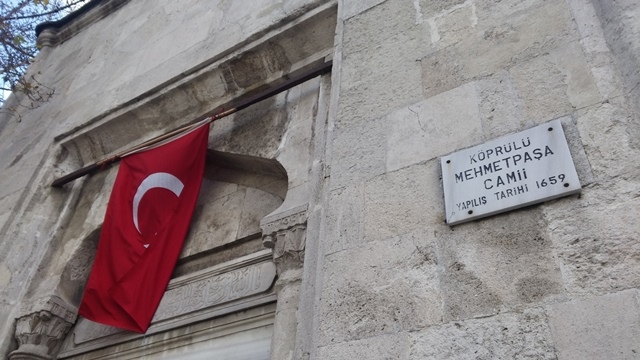 KÖPRÜLÜ
MEHMETPAŞA
CAMİİ
YAPILIŞ TARİHİ 1659